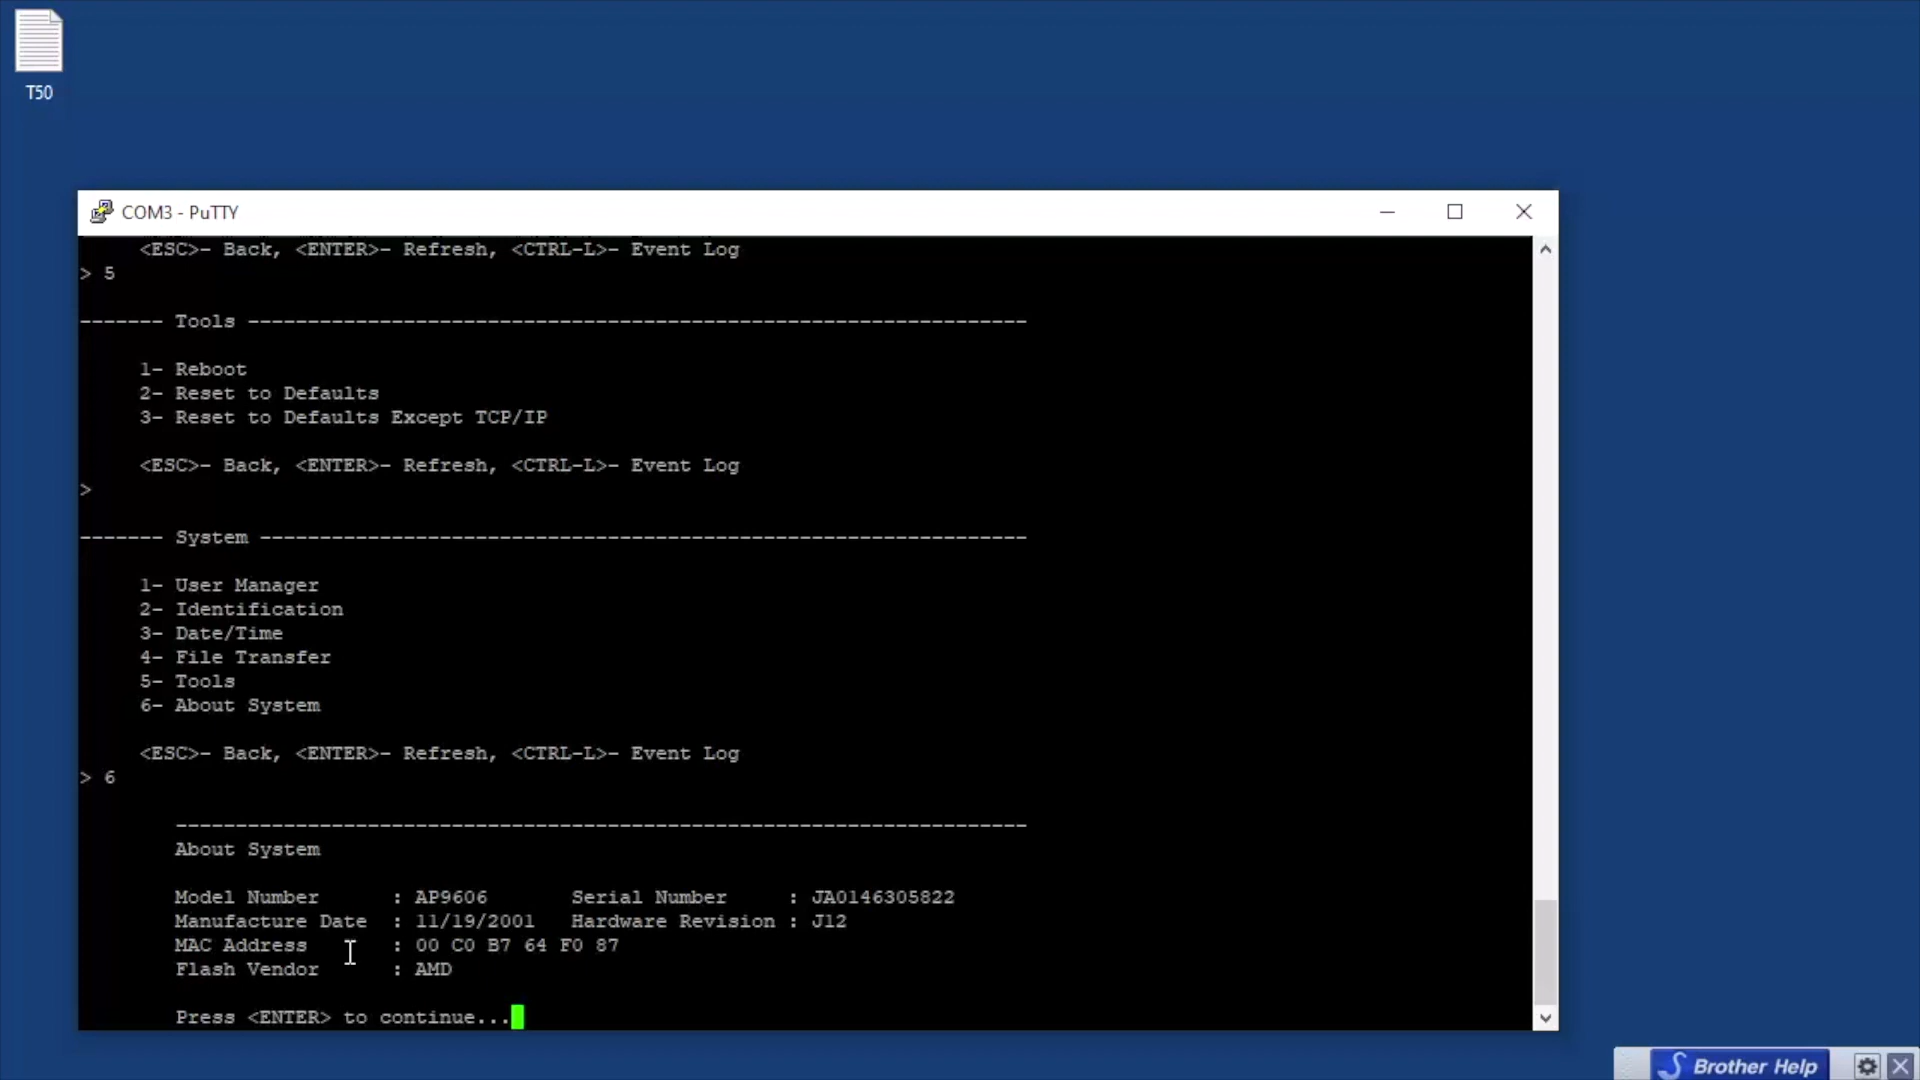 T50
COM3 - PuTTY
<ESC>- Back, <ENTER>- Refresh, <CTRL-L>- Event Log
> 5
------- Tools -----------------------------------------------------------------
1- Reboot
2- Reset to Defaults
3- Reset to Defaults Except TCP/IP
<ESC>- Back, <ENTER>- Refresh, <CTRL-L>- Event Log
>
------- System ----------------------------------------------------------------
1- User Manager
2- Identification
3- Date/Time
4- File Transfer
5- Tools
6- About System
<ESC>- Back, <ENTER>- Refresh, <CTRL-L>- Event Log
> 6
-----------------------------------------------------------------------
About System
Model Number      : AP9606       Serial Number     : JA0146305822
Manufacture Date  : 11/19/2001   Hardware Revision : J12
MAC Address       : 00 C0 B7 64 F0 87
Flash Vendor      : AMD
Press <ENTER> to continue...
Brother Help